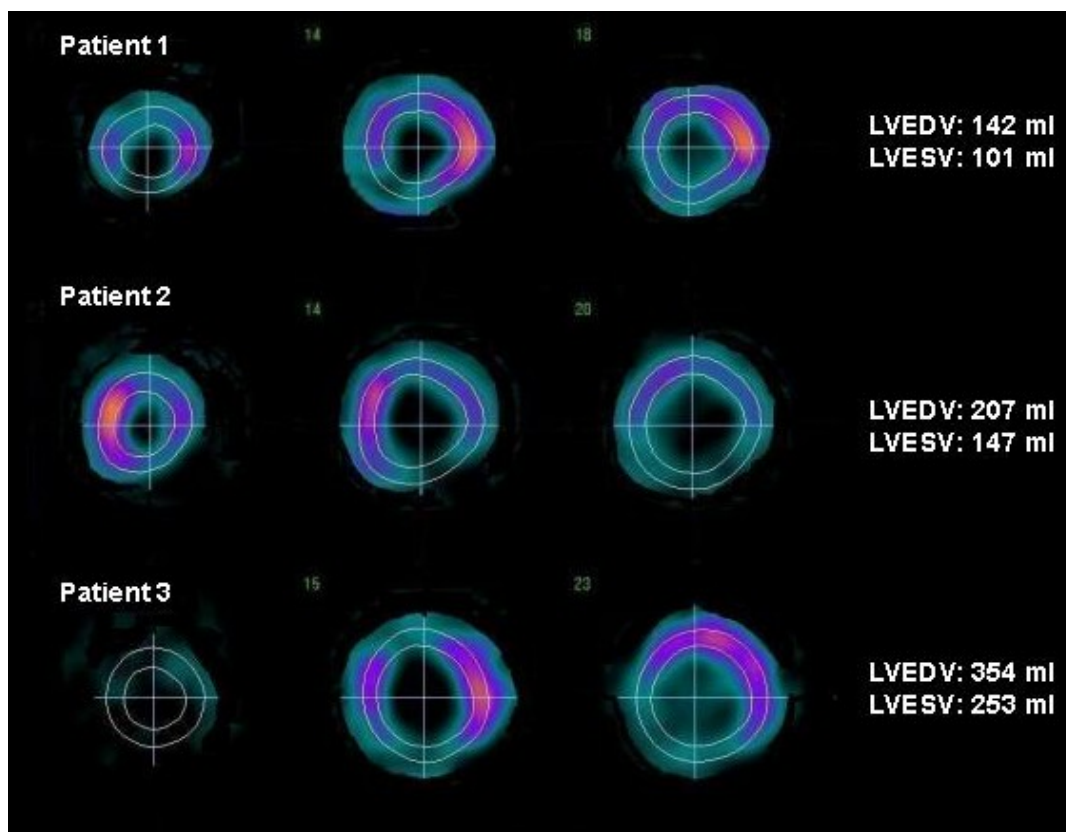 Patient 1
14
18
LVEDV: 142 ml
LVESV: 101 ml
Patient 2
14
20
LVEDV: 207 ml
LVESV: 147 ml
Patient 3
15
23
LVEDV: 354 ml
LVESV: 253 ml